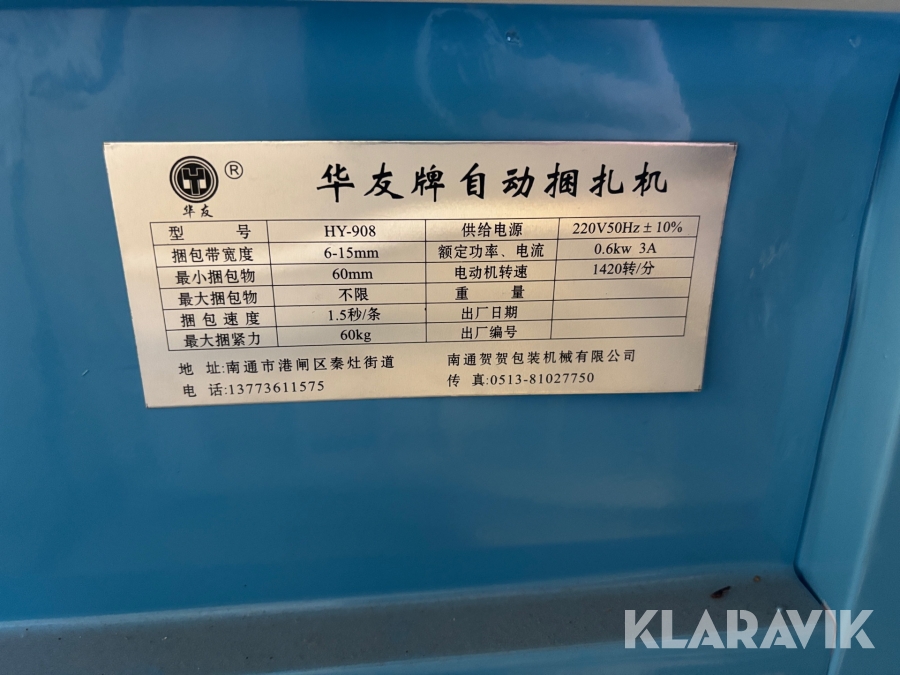 华友牌自动捆扎机
®
华友
型 号 HY-908 供给电源 220V50Hz±10%
捆包带宽度 6-15mm 额定功率、电流 0.6kw 3A
最小捆包物 60mm 电动机转速 1420转/分
最大捆包物 不限 重 量
捆包速度 1.5秒/条 出厂日期
最大捆紧力 60kg 出厂编号
地 址:南通市港闸区秦灶街道 南通贺贺包装机械有限公司
电 话:13773611575 传 真:0513-81027750
KLARAVIK